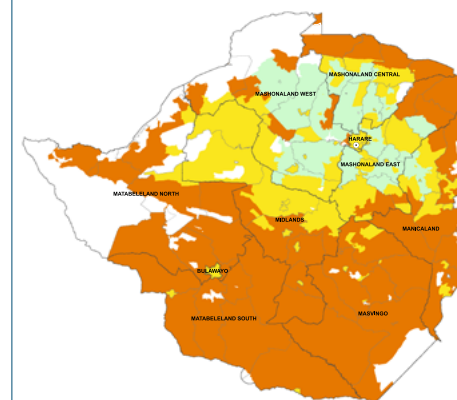 MASHONALAND CENTRAL
MASHONALAND WEST
HARARE
MASHONALAND EAST
MATABELELAND NORTH
MIDLANDS
MANICALAND
BULAWAYO
MASVINGO
MATABELELAND SOUTH